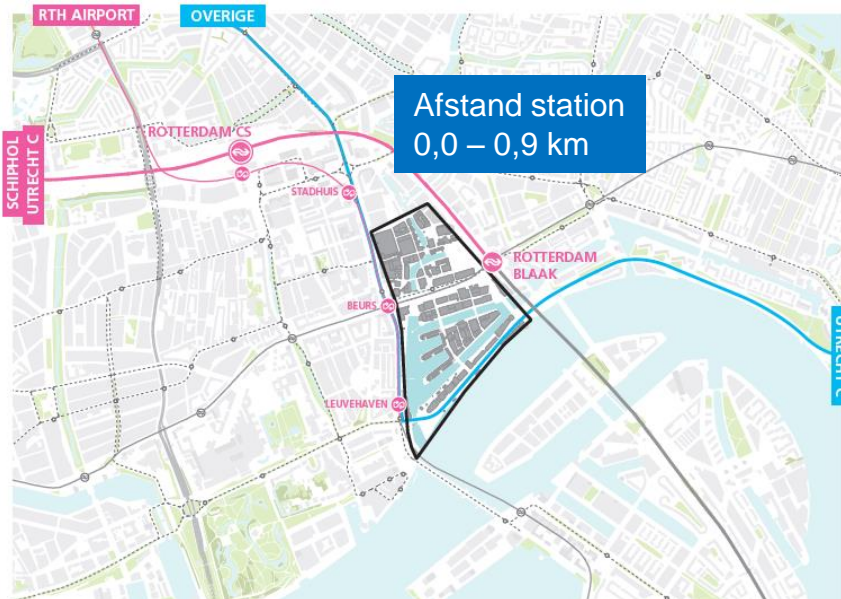 RTH AIRPORT
OVERIGE
Afstand station
0,0 – 0,9 km
ROTTERDAM CS
SCHIPHOL
UTRECHT C
STADHUIS
ROTTERDAM
BLAAK
BEURS
UTRECHT C
LEUVEHAVEN